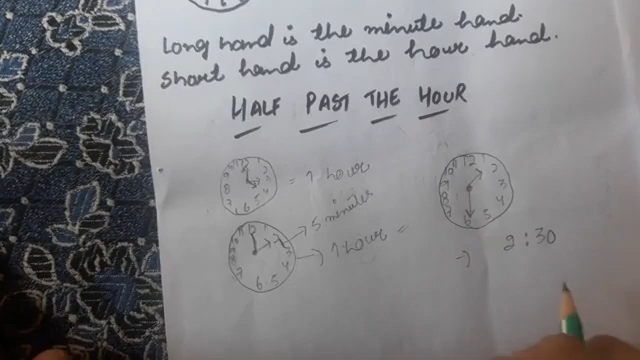 Long hand is the minute hand.
Short hand is the hour hand.
HALF PAST THE HOUR
= 1 hour
5 minutes
1 hour =
→ 2:30